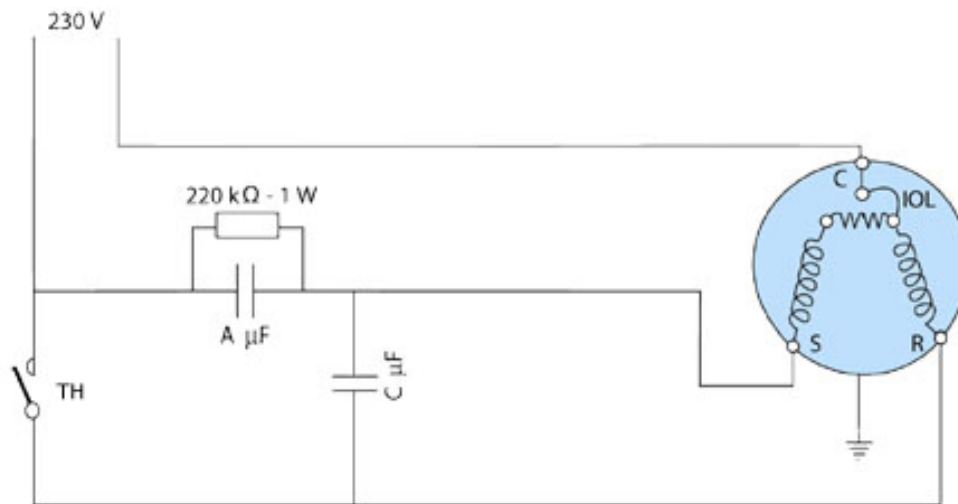 230 V
220 kΩ - 1 W
C
IOL
A µF
S
R
TH
C µF